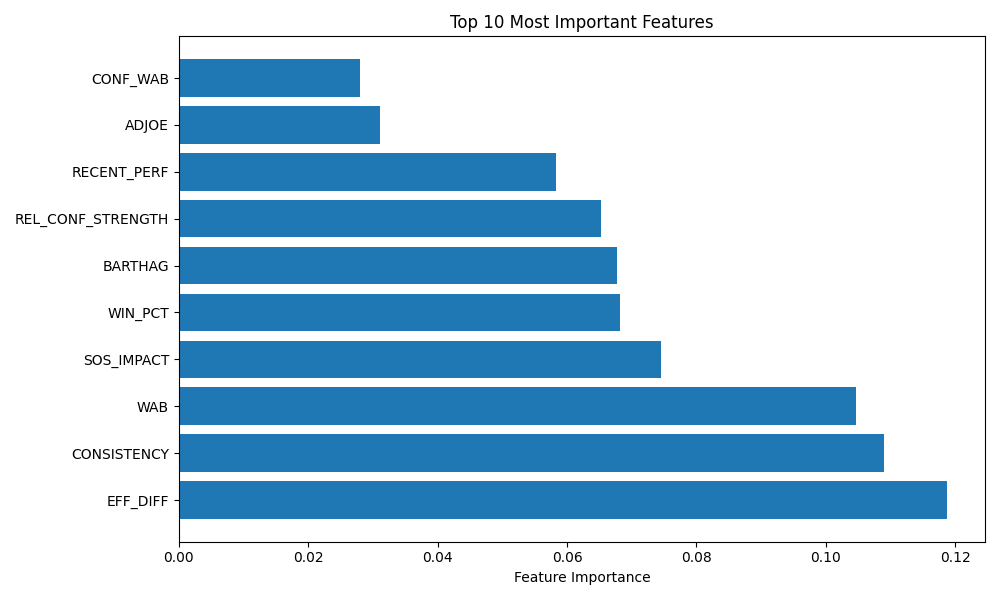 Top 10 Most Important Features
CONF_WAB
ADJOE
RECENT_PERF
REL_CONF_STRENGTH
BARTHAG
WIN_PCT
SOS_IMPACT
WAB
CONSISTENCY
EFF_DIFF
0.00 0.02 0.04 0.06 0.08 0.10 0.12
Feature Importance